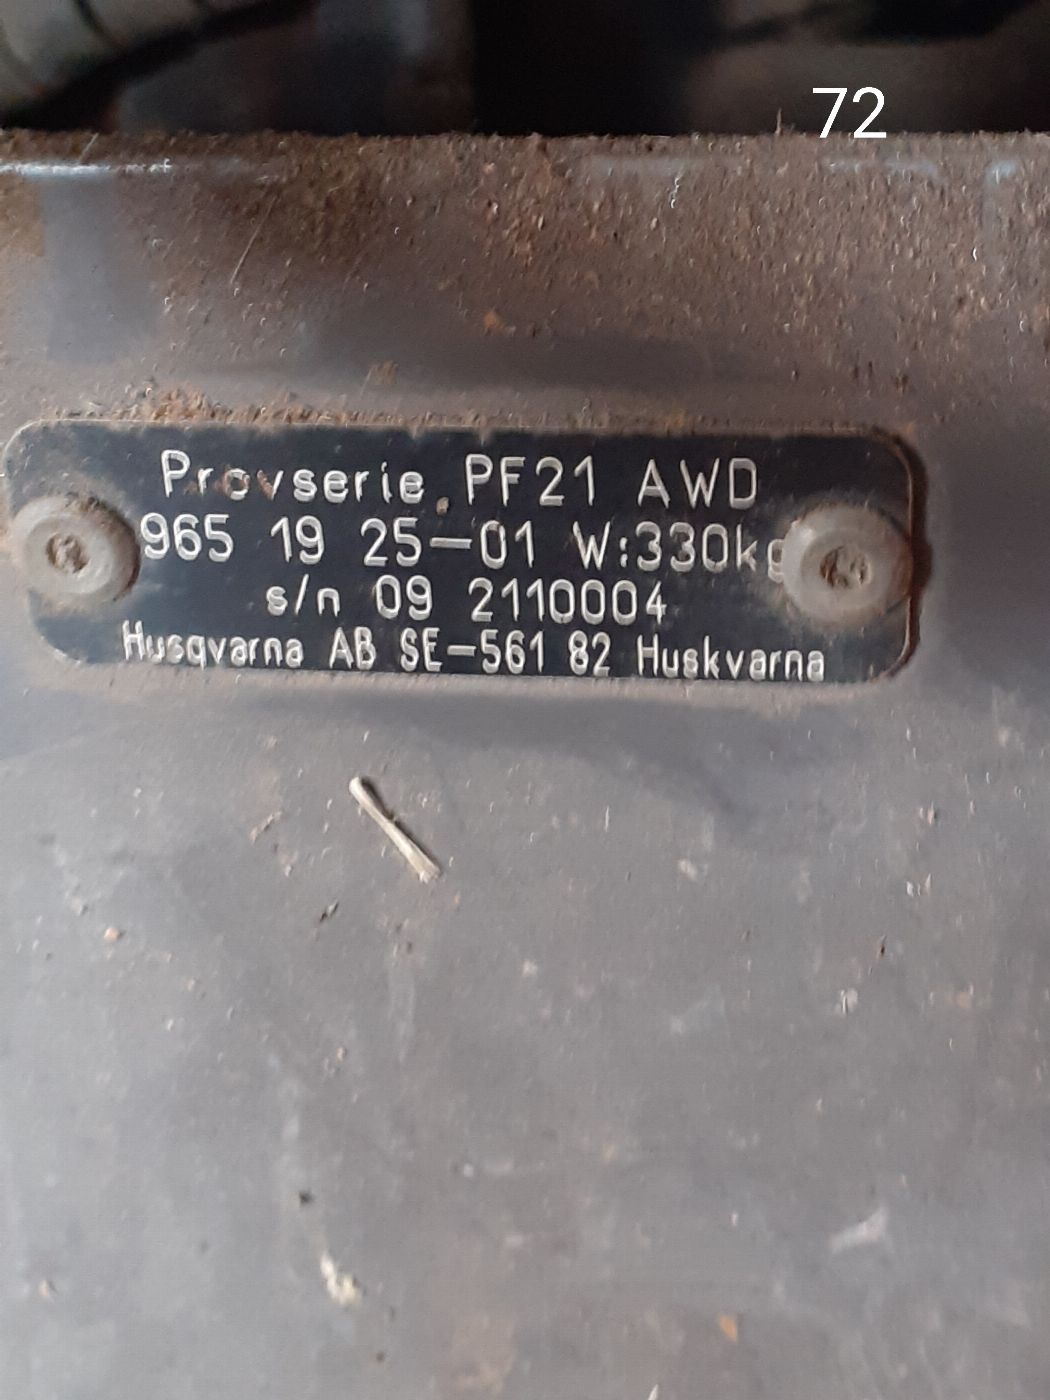 72
Provserie PF21 AWD
965 19 25-01 W:330kg
s/n 09 2110004
Husqvarna AB SE-561 82 Huskvarna